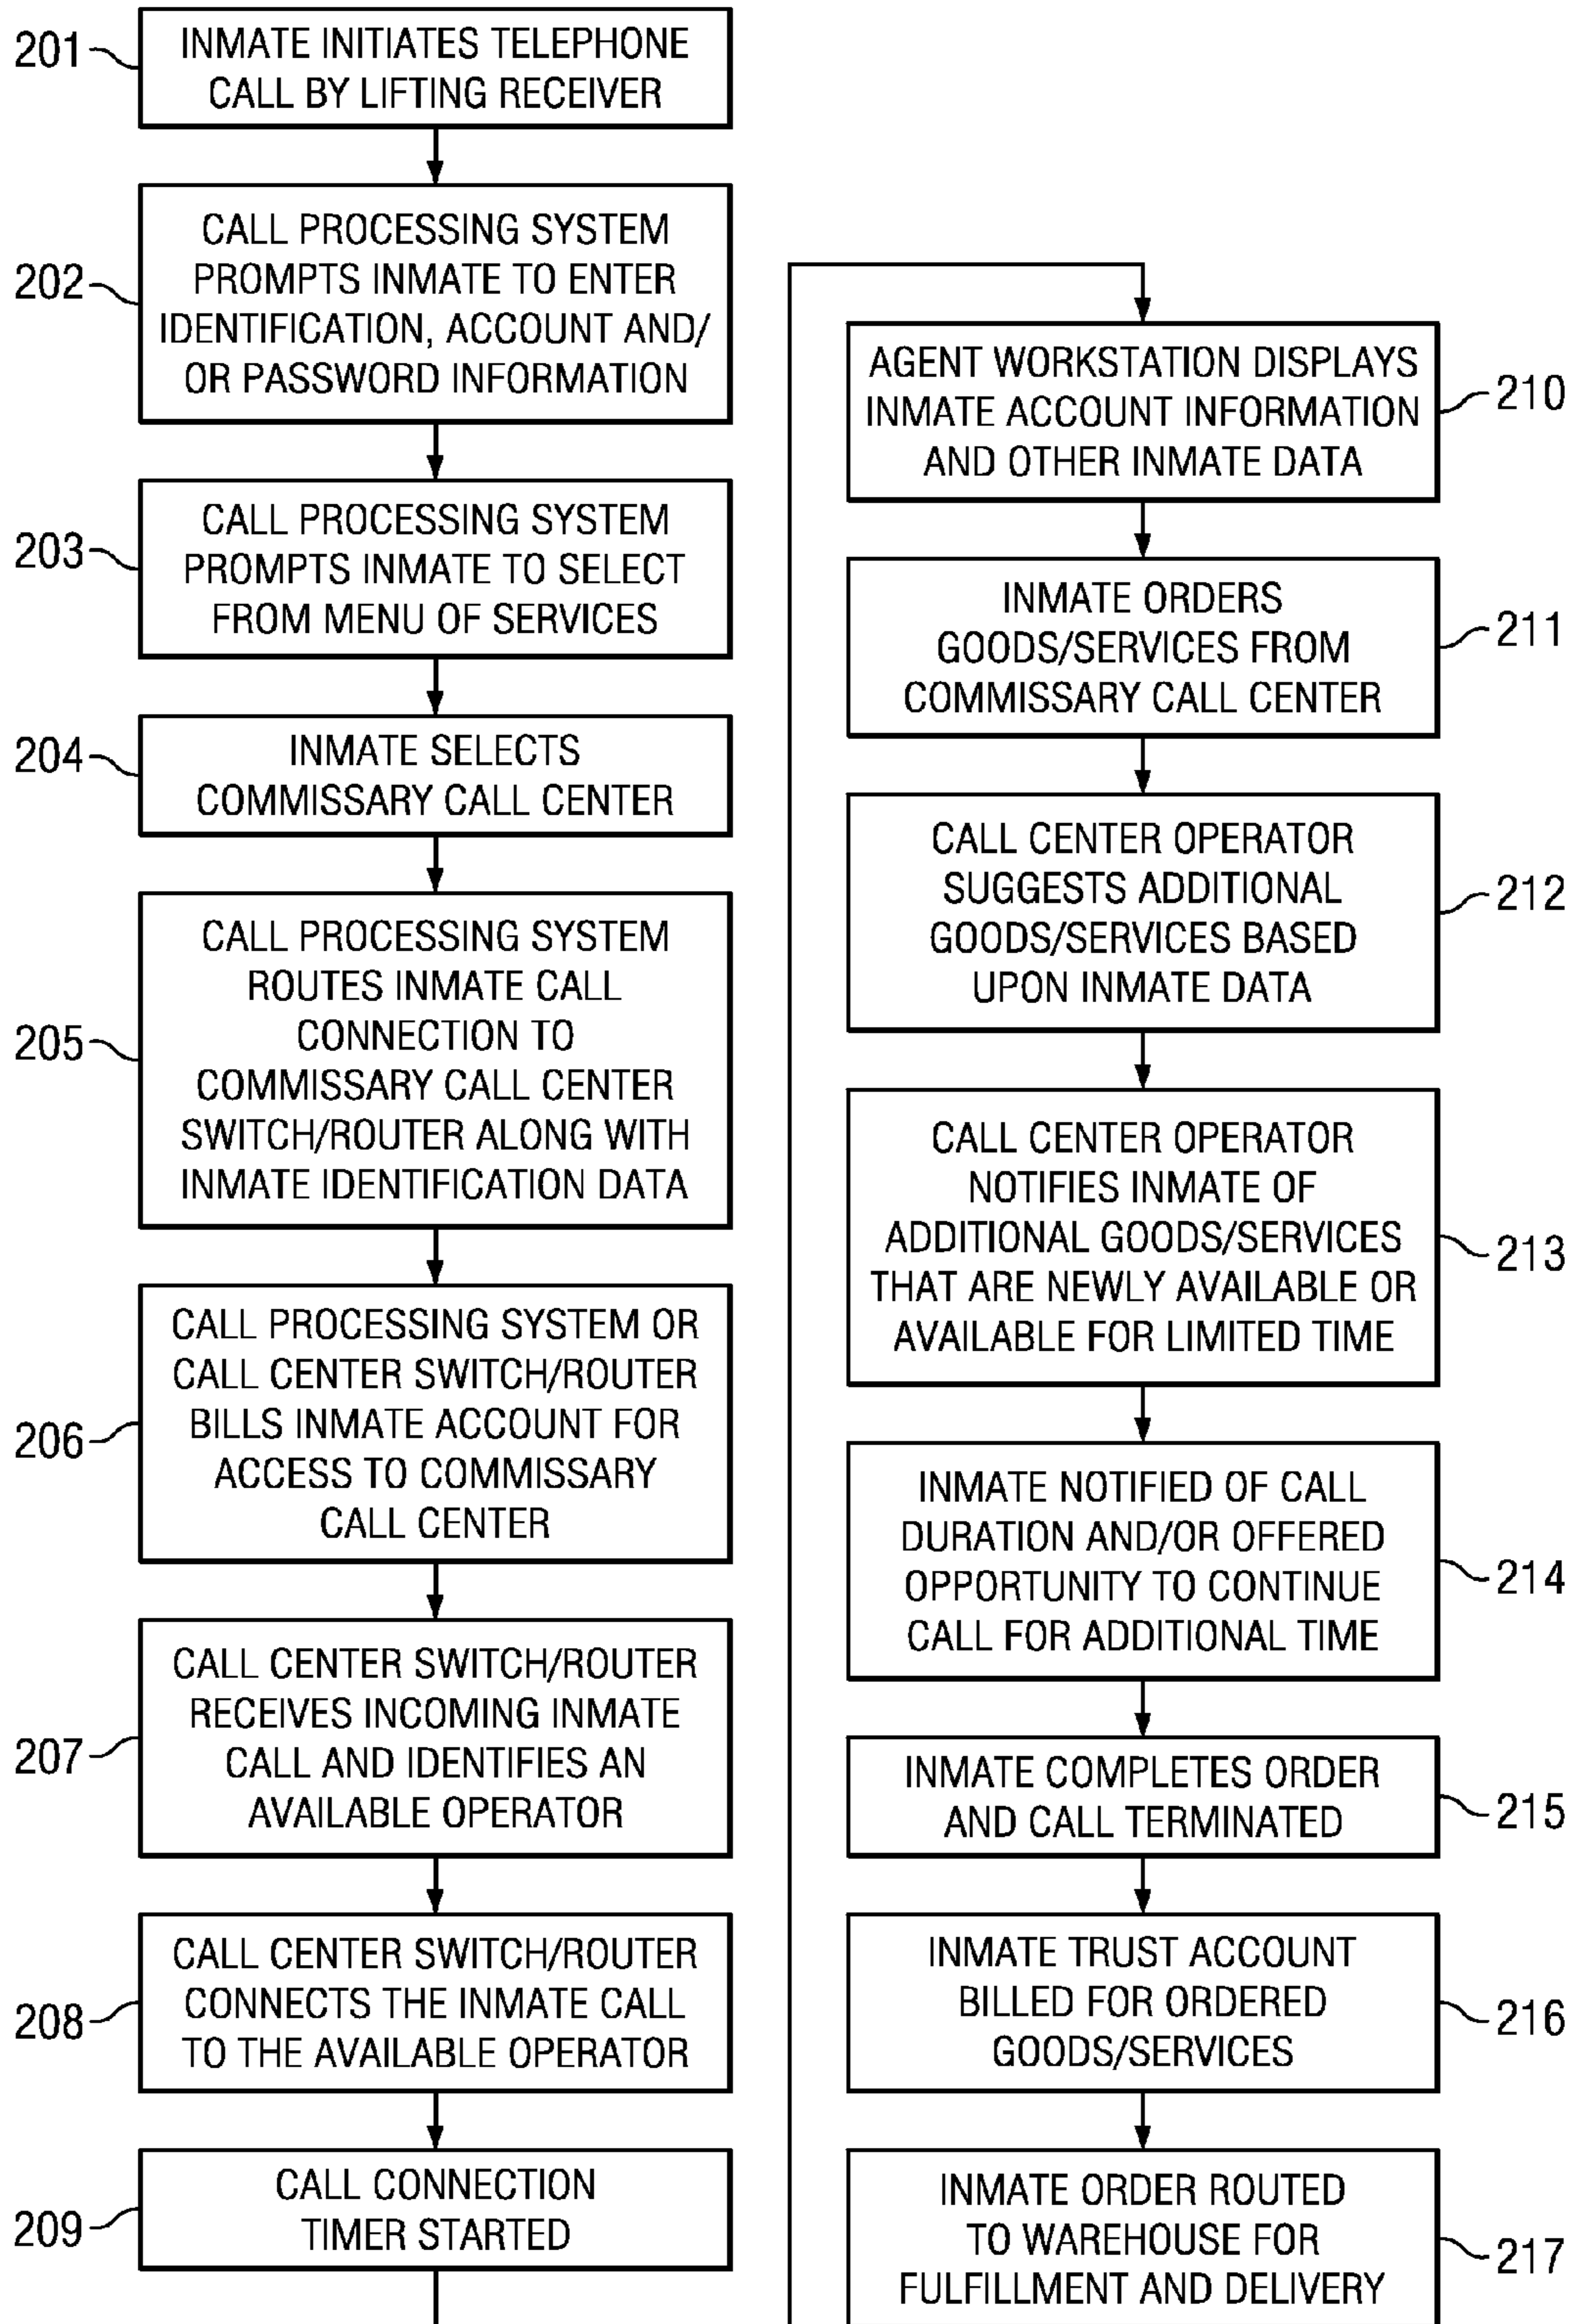 201
INMATE INITIATES TELEPHONE
CALL BY LIFTING RECEIVER
202
CALL PROCESSING SYSTEM
PROMPTS INMATE TO ENTER
IDENTIFICATION, ACCOUNT AND/
OR PASSWORD INFORMATION
203
CALL PROCESSING SYSTEM
PROMPTS INMATE TO SELECT
FROM MENU OF SERVICES
204
INMATE SELECTS
COMMISSARY CALL CENTER
205
CALL PROCESSING SYSTEM
ROUTES INMATE CALL
CONNECTION TO
COMMISSARY CALL CENTER
SWITCH/ROUTER ALONG WITH
INMATE IDENTIFICATION DATA
206
CALL PROCESSING SYSTEM OR
CALL CENTER SWITCH/ROUTER
BILLS INMATE ACCOUNT FOR
ACCESS TO COMMISSARY
CALL CENTER
207
CALL CENTER SWITCH/ROUTER
RECEIVES INCOMING INMATE
CALL AND IDENTIFIES AN
AVAILABLE OPERATOR
208
CALL CENTER SWITCH/ROUTER
CONNECTS THE INMATE CALL
TO THE AVAILABLE OPERATOR
209
CALL CONNECTION
TIMER STARTED
AGENT WORKSTATION DISPLAYS
INMATE ACCOUNT INFORMATION
AND OTHER INMATE DATA
210
INMATE ORDERS
GOODS/SERVICES FROM
COMMISSARY CALL CENTER
211
CALL CENTER OPERATOR
SUGGESTS ADDITIONAL
GOODS/SERVICES BASED
UPON INMATE DATA
212
CALL CENTER OPERATOR
NOTIFIES INMATE OF
ADDITIONAL GOODS/SERVICES
THAT ARE NEWLY AVAILABLE OR
AVAILABLE FOR LIMITED TIME
213
INMATE NOTIFIED OF CALL
DURATION AND/OR OFFERED
OPPORTUNITY TO CONTINUE
CALL FOR ADDITIONAL TIME
214
INMATE COMPLETES ORDER
AND CALL TERMINATED
215
INMATE TRUST ACCOUNT
BILLED FOR ORDERED
GOODS/SERVICES
216
INMATE ORDER ROUTED
TO WAREHOUSE FOR
FULFILLMENT AND DELIVERY
217